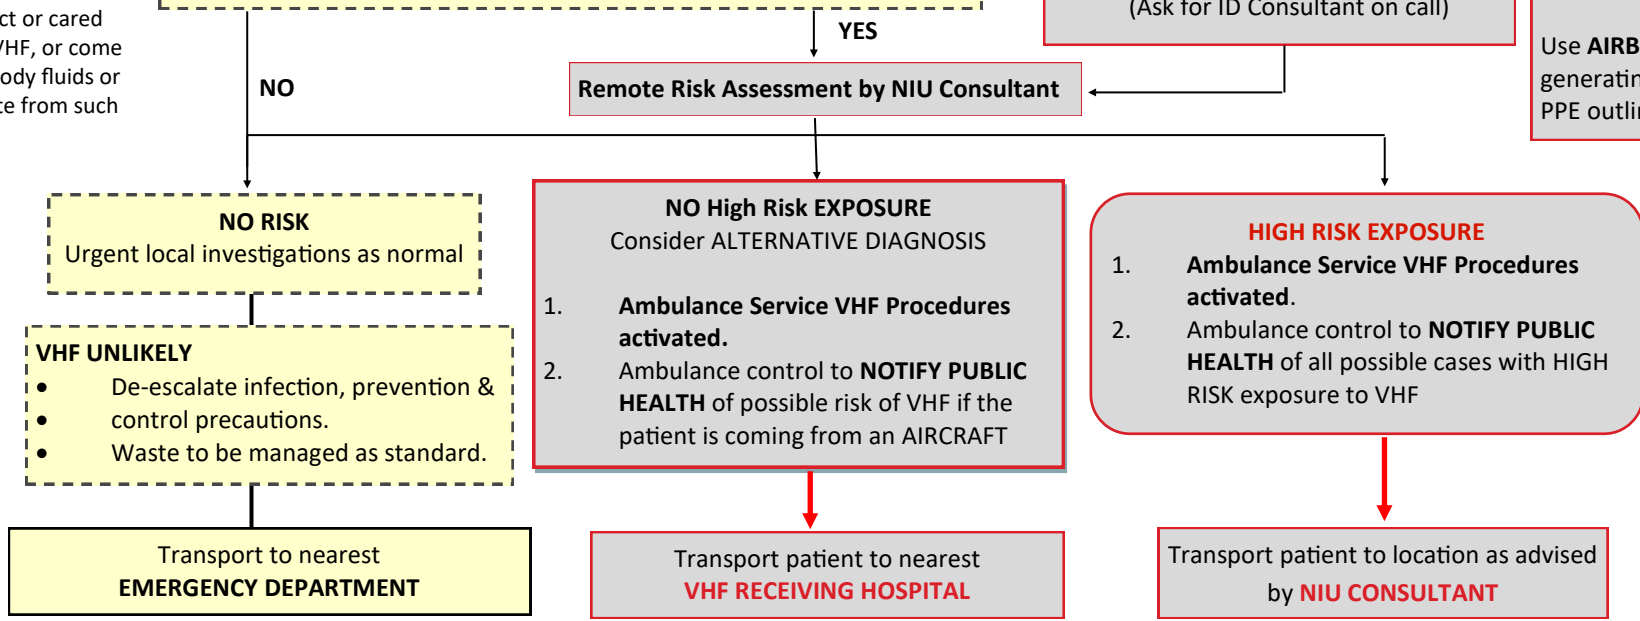 ct or cared
VHF, or come
ody fluids or
te from such
(Ask for ID Consultant on call)
YES
Use AIRB
generatin
PPE outlin
NO
Remote Risk Assessment by NIU Consultant
NO RISK
Urgent local investigations as normal
VHF UNLIKELY
• De-escalate infection, prevention &
• control precautions.
• Waste to be managed as standard.
Transport to nearest
EMERGENCY DEPARTMENT
NO High Risk EXPOSURE
Consider ALTERNATIVE DIAGNOSIS
1. Ambulance Service VHF Procedures
activated.
2. Ambulance control to NOTIFY PUBLIC
HEALTH of possible risk of VHF if the
patient is coming from an AIRCRAFT
Transport patient to nearest
VHF RECEIVING HOSPITAL
HIGH RISK EXPOSURE
1. Ambulance Service VHF Procedures
activated.
2. Ambulance control to NOTIFY PUBLIC
HEALTH of all possible cases with HIGH
RISK exposure to VHF
Transport patient to location as advised
by NIU CONSULTANT